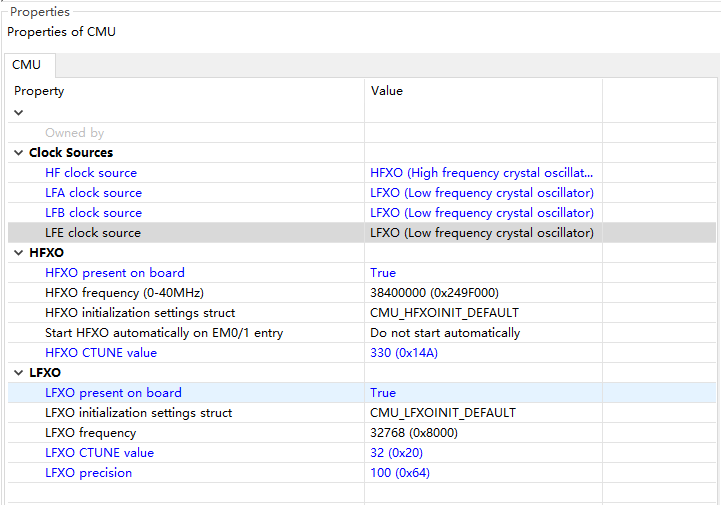 Properties
Properties of CMU
CMU
Property Value
Owned by
Clock Sources
HF clock source HFXO (High frequency crystal oscillat...
LFA clock source LFXO (Low frequency crystal oscillator)
LFB clock source LFXO (Low frequency crystal oscillator)
LFE clock source LFXO (Low frequency crystal oscillator)
HFXO
HFXO present on board True
HFXO frequency (0-40MHz) 38400000 (0x249F000)
HFXO initialization settings struct CMU_HFXOINIT_DEFAULT
Start HFXO automatically on EM0/1 entry Do not start automatically
HFXO CTUNE value 330 (0x14A)
LFXO
LFXO present on board True
LFXO initialization settings struct CMU_LFXOINIT_DEFAULT
LFXO frequency 32768 (0x8000)
LFXO CTUNE value 32 (0x20)
LFXO precision 100 (0x64)